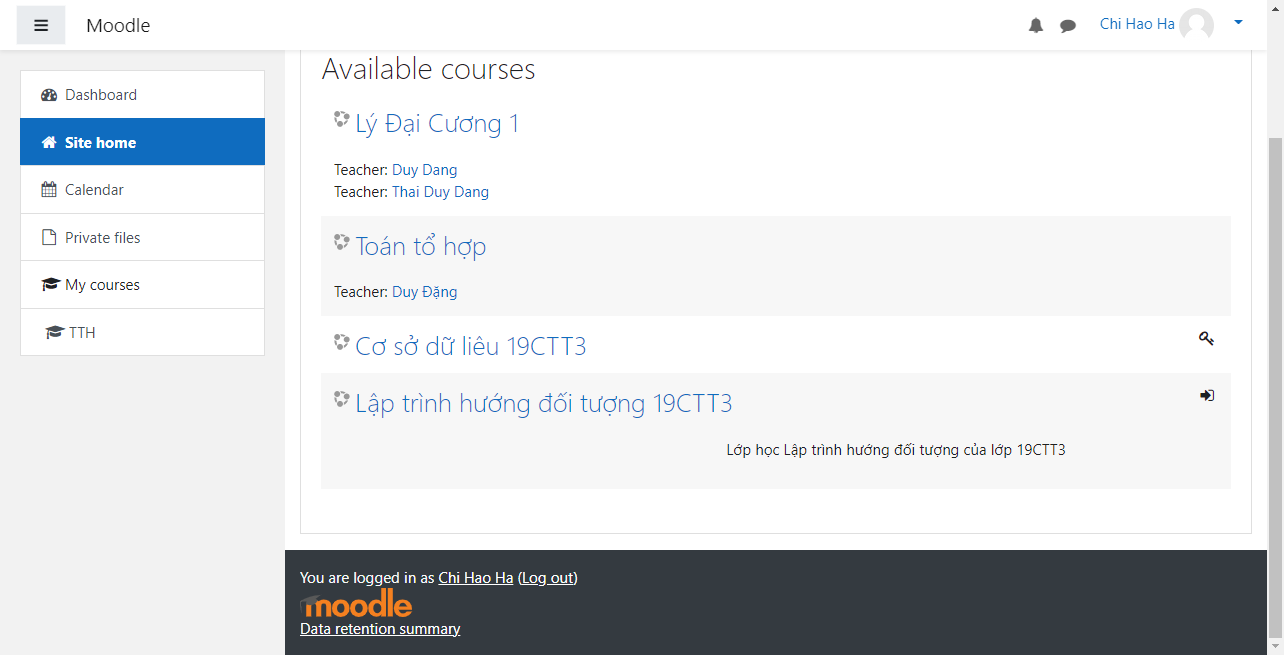 Moodle
Chi Hao Ha
Dashboard
Site home
Calendar
Private files
My courses
TTH
Available courses
Lý Đại Cương 1
Teacher: Duy Dang
Teacher: Thai Duy Dang
Toán tổ hợp
Teacher: Duy Đặng
Cơ sở dữ liêu 19CTT3
Lập trình hướng đối tượng 19CTT3
Lớp học Lập trình hướng đối tượng của lớp 19CTT3
You are logged in as Chi Hao Ha (Log out)
moodle
Data retention summary